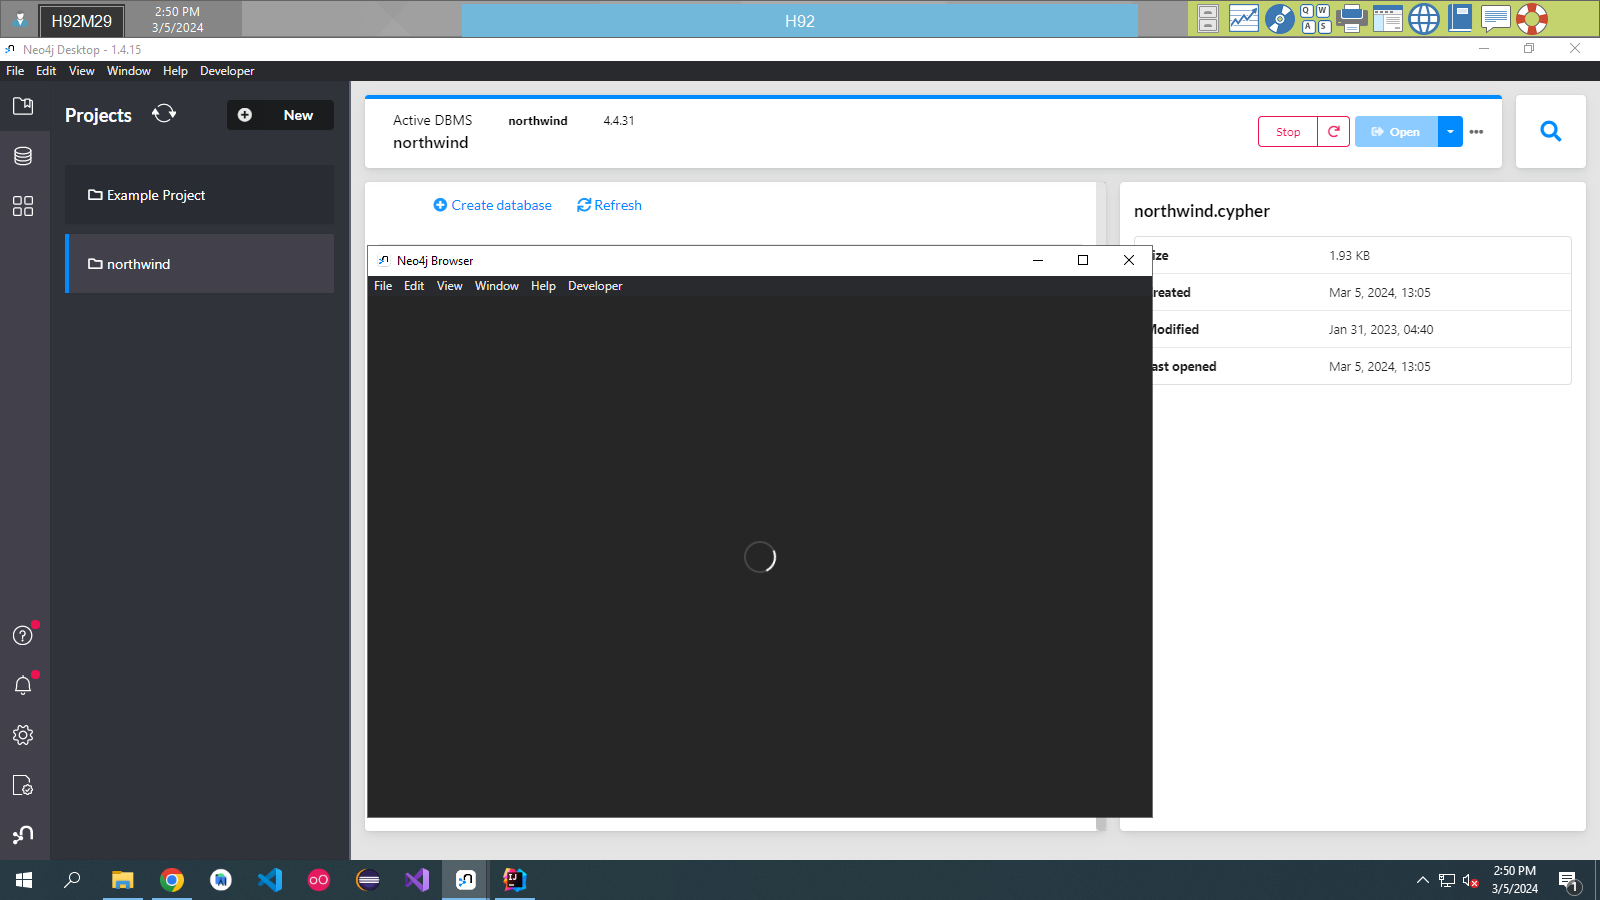 H92M29
2:50 PM
3/5/2024
H92
Q W
A S
Neo4j Desktop - 1.4.15
File Edit View Window Help Developer
Projects
New
Example Project
northwind
Active DBMS northwind 4.4.31
northwind
Stop
Open
Create database
Refresh
northwind.cypher
ize 1.93 KB
reated Mar 5, 2024, 13:05
Modified Jan 31, 2023, 04:40
ast opened Mar 5, 2024, 13:05
Neo4j Browser
File Edit View Window Help Developer
2:50 PM
3/5/2024
1